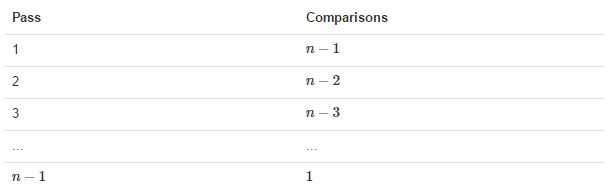 Pass Comparisons
1 n − 1
2 n − 2
3 n − 3
... ...
n − 1 1